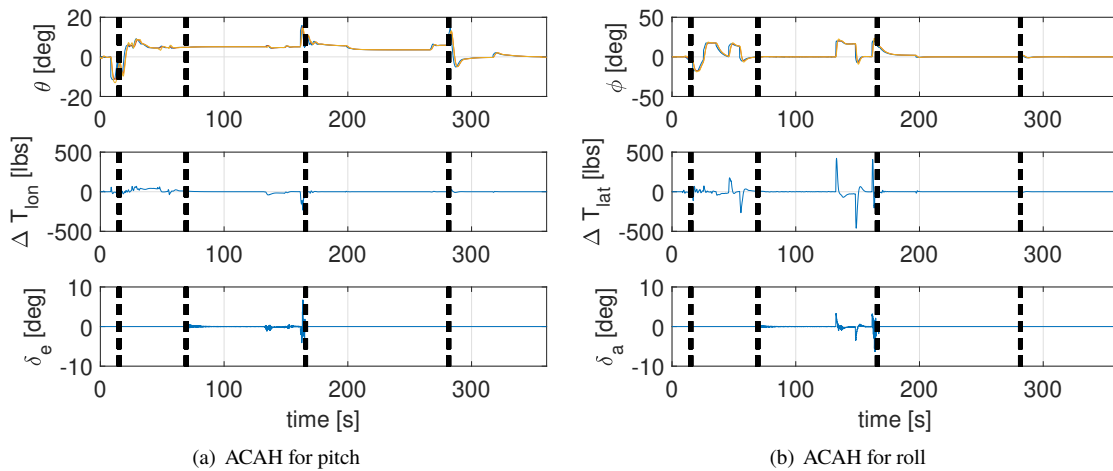 20
0
-20
θ [deg]
0 100 200 300
500
0
-500
Δ T_lon [lbs]
0 100 200 300
10
0
-10
δ_e [deg]
0 100 200 300
time [s]
(a) ACAH for pitch
50
0
-50
ϕ [deg]
0 100 200 300
500
0
-500
Δ T_lat [lbs]
0 100 200 300
10
0
-10
δ_a [deg]
0 100 200 300
time [s]
(b) ACAH for roll